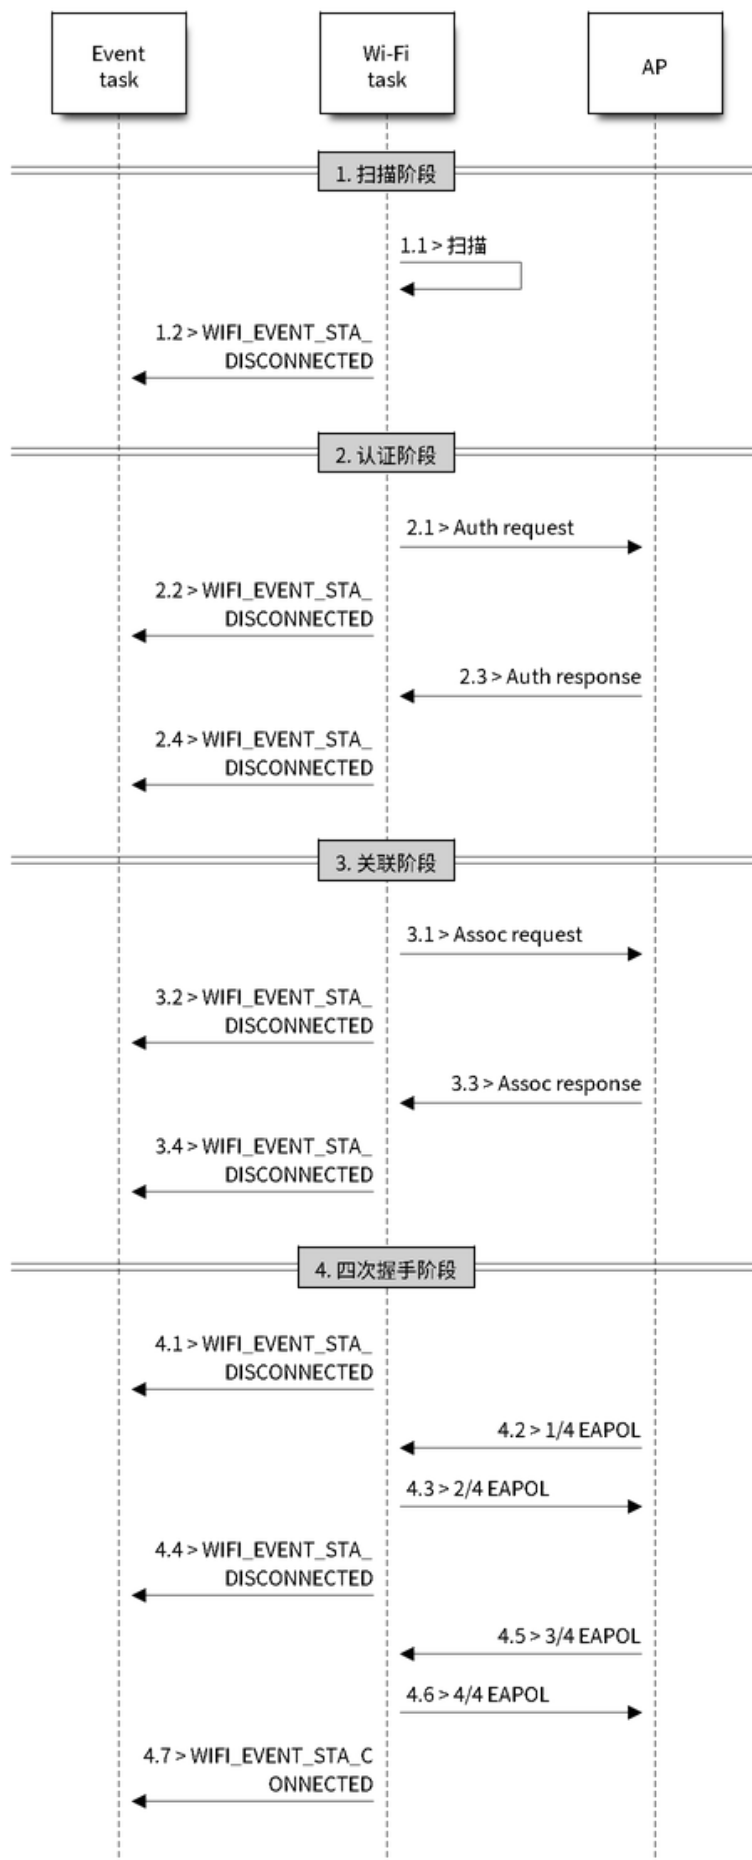 Event
task
Wi-Fi
task
AP
1. 扫描阶段
1.1 > 扫描
1.2 > WIFI_EVENT_STA_
DISCONNECTED
2. 认证阶段
2.1 > Auth request
2.2 > WIFI_EVENT_STA_
DISCONNECTED
2.3 > Auth response
2.4 > WIFI_EVENT_STA_
DISCONNECTED
3. 关联阶段
3.1 > Assoc request
3.2 > WIFI_EVENT_STA_
DISCONNECTED
3.3 > Assoc response
3.4 > WIFI_EVENT_STA_
DISCONNECTED
4. 四次握手阶段
4.1 > WIFI_EVENT_STA_
DISCONNECTED
4.2 > 1/4 EAPOL
4.3 > 2/4 EAPOL
4.4 > WIFI_EVENT_STA_
DISCONNECTED
4.5 > 3/4 EAPOL
4.6 > 4/4 EAPOL
4.7 > WIFI_EVENT_STA_C
ONNECTED